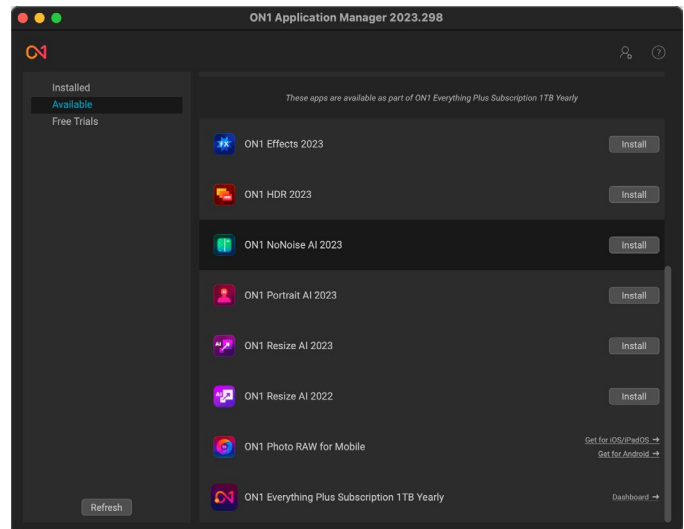 ON1 Application Manager 2023.298
Installed
Available
Free Trials
These apps are available as part of ON1 Everything Plus Subscription 1TB Yearly
ON1 Effects 2023
Install
ON1 HDR 2023
Install
ON1 NoNoise AI 2023
Install
ON1 Portrait AI 2023
Install
AI
ON1 Resize AI 2023
Install
AI
ON1 Resize AI 2022
Install
ON1 Photo RAW for Mobile
Get for iOS/iPadOS →
Get for Android →
ON1 Everything Plus Subscription 1TB Yearly
Dashboard →
Refresh